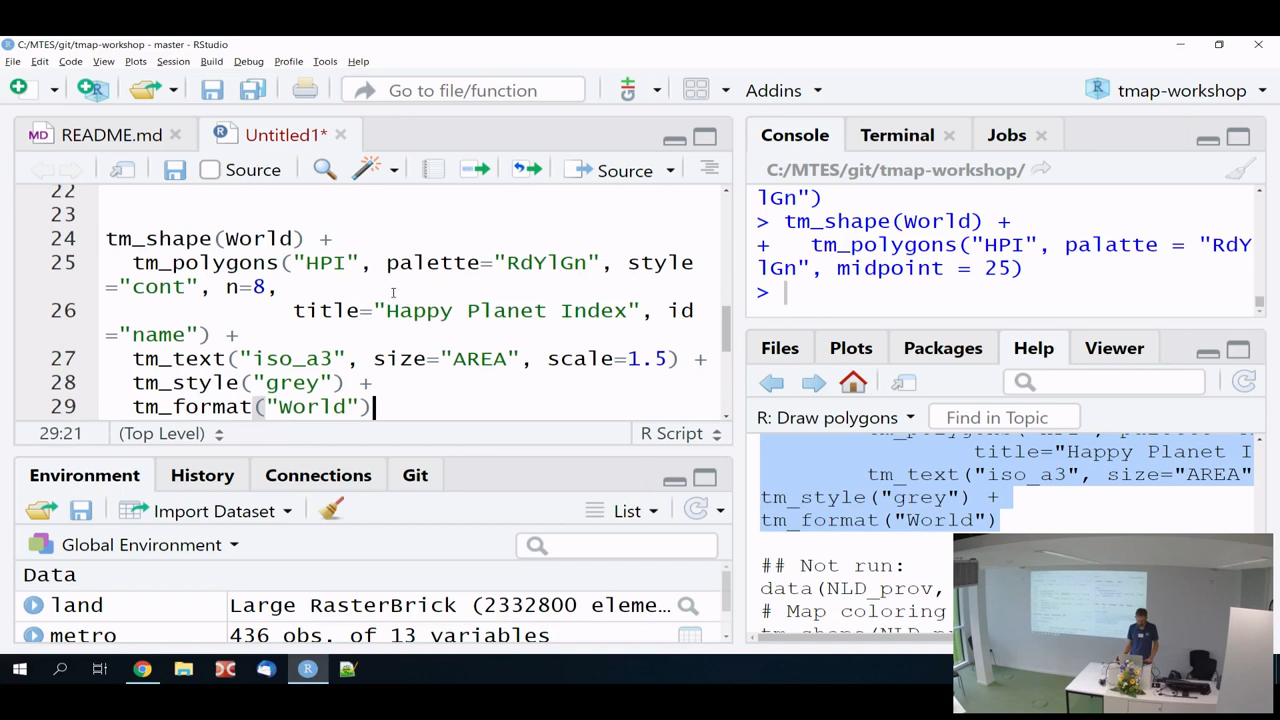 C:/MTES/git/tmap-workshop - master - RStudio
File Edit Code View Plots Session Build Debug Profile Tools Help
Go to file/function
Addins
tmap-workshop
README.md
Untitled1*
Source
Source
22
23
24 tm_shape(World) +
25 tm_polygons("HPI", palette="RdYlGn", style
="cont", n=8,
26 title="Happy Planet Index", id
="name") +
27 tm_text("iso_a3", size="AREA", scale=1.5) +
28 tm_style("grey") +
29 tm_format("World")
29:21 (Top Level) R Script
Environment History Connections Git
Import Dataset List
Global Environment
Data
land Large RasterBrick (2332800 eleme...
metro 436 obs. of 13 variables
Console Terminal Jobs
C:/MTES/git/tmap-workshop/
lGn")
> tm_shape(World) +
+ tm_polygons("HPI", palatte = "RdY
lGn", midpoint = 25)
>
Files Plots Packages Help Viewer
R: Draw polygons Find in Topic
title="Happy Planet I
tm_text("iso_a3", size="AREA"
tm_style("grey") +
tm_format("World")
## Not run:
data(NLD_prov,
# Map coloring